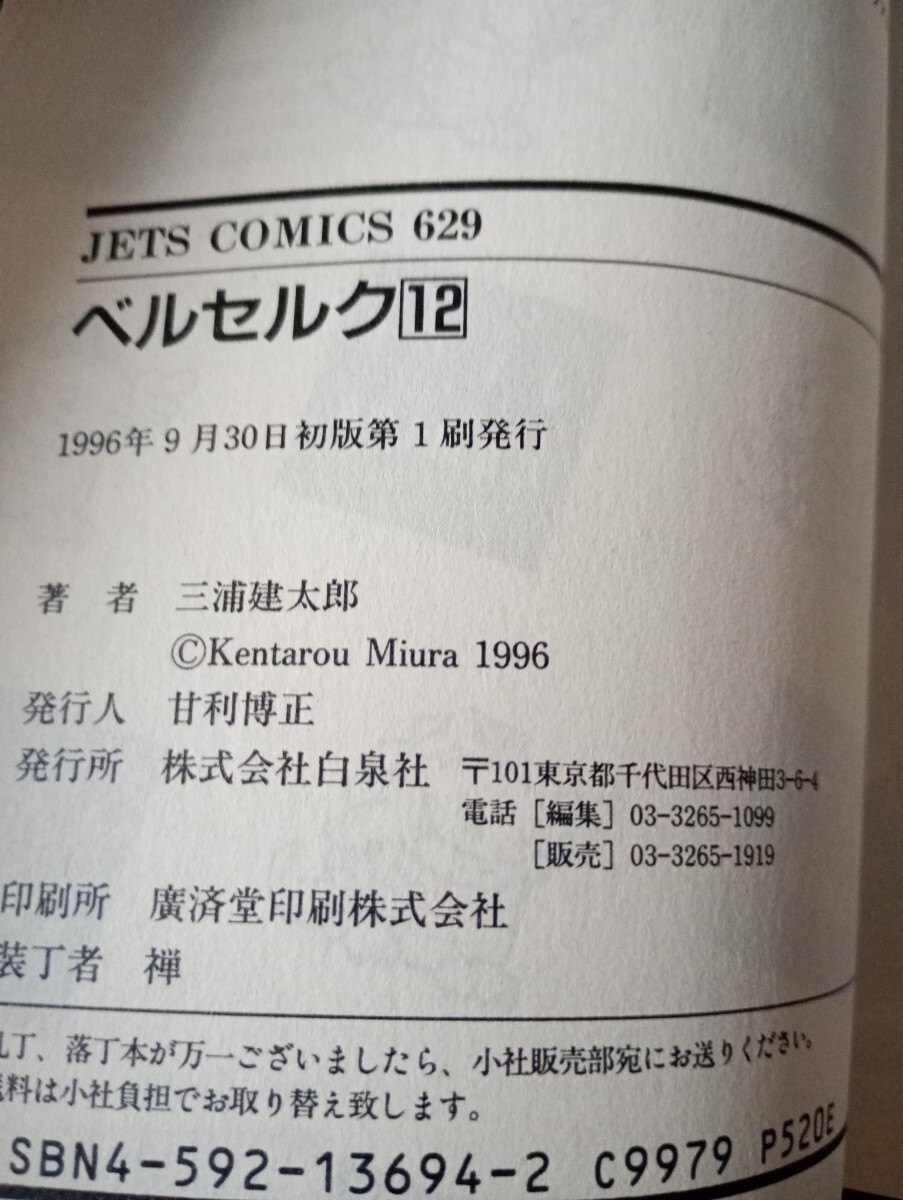 JETS COMICS 629
ベルセルク12
1996年9月30日初版第1刷発行
著者 三浦建太郎
©Kentarou Miura 1996
発行人 甘利博正
発行所 株式会社白泉社 〒101東京都千代田区西神田3-6-4
電話［編集］03-3265-1099
［販売］03-3265-1919
印刷所 廣済堂印刷株式会社
装丁者 禅
乱丁、落丁本が万一ございましたら、小社販売部宛にお送りください。
送料は小社負担でお取り替え致します。
SBN4-592-13694-2 C9979 P520E